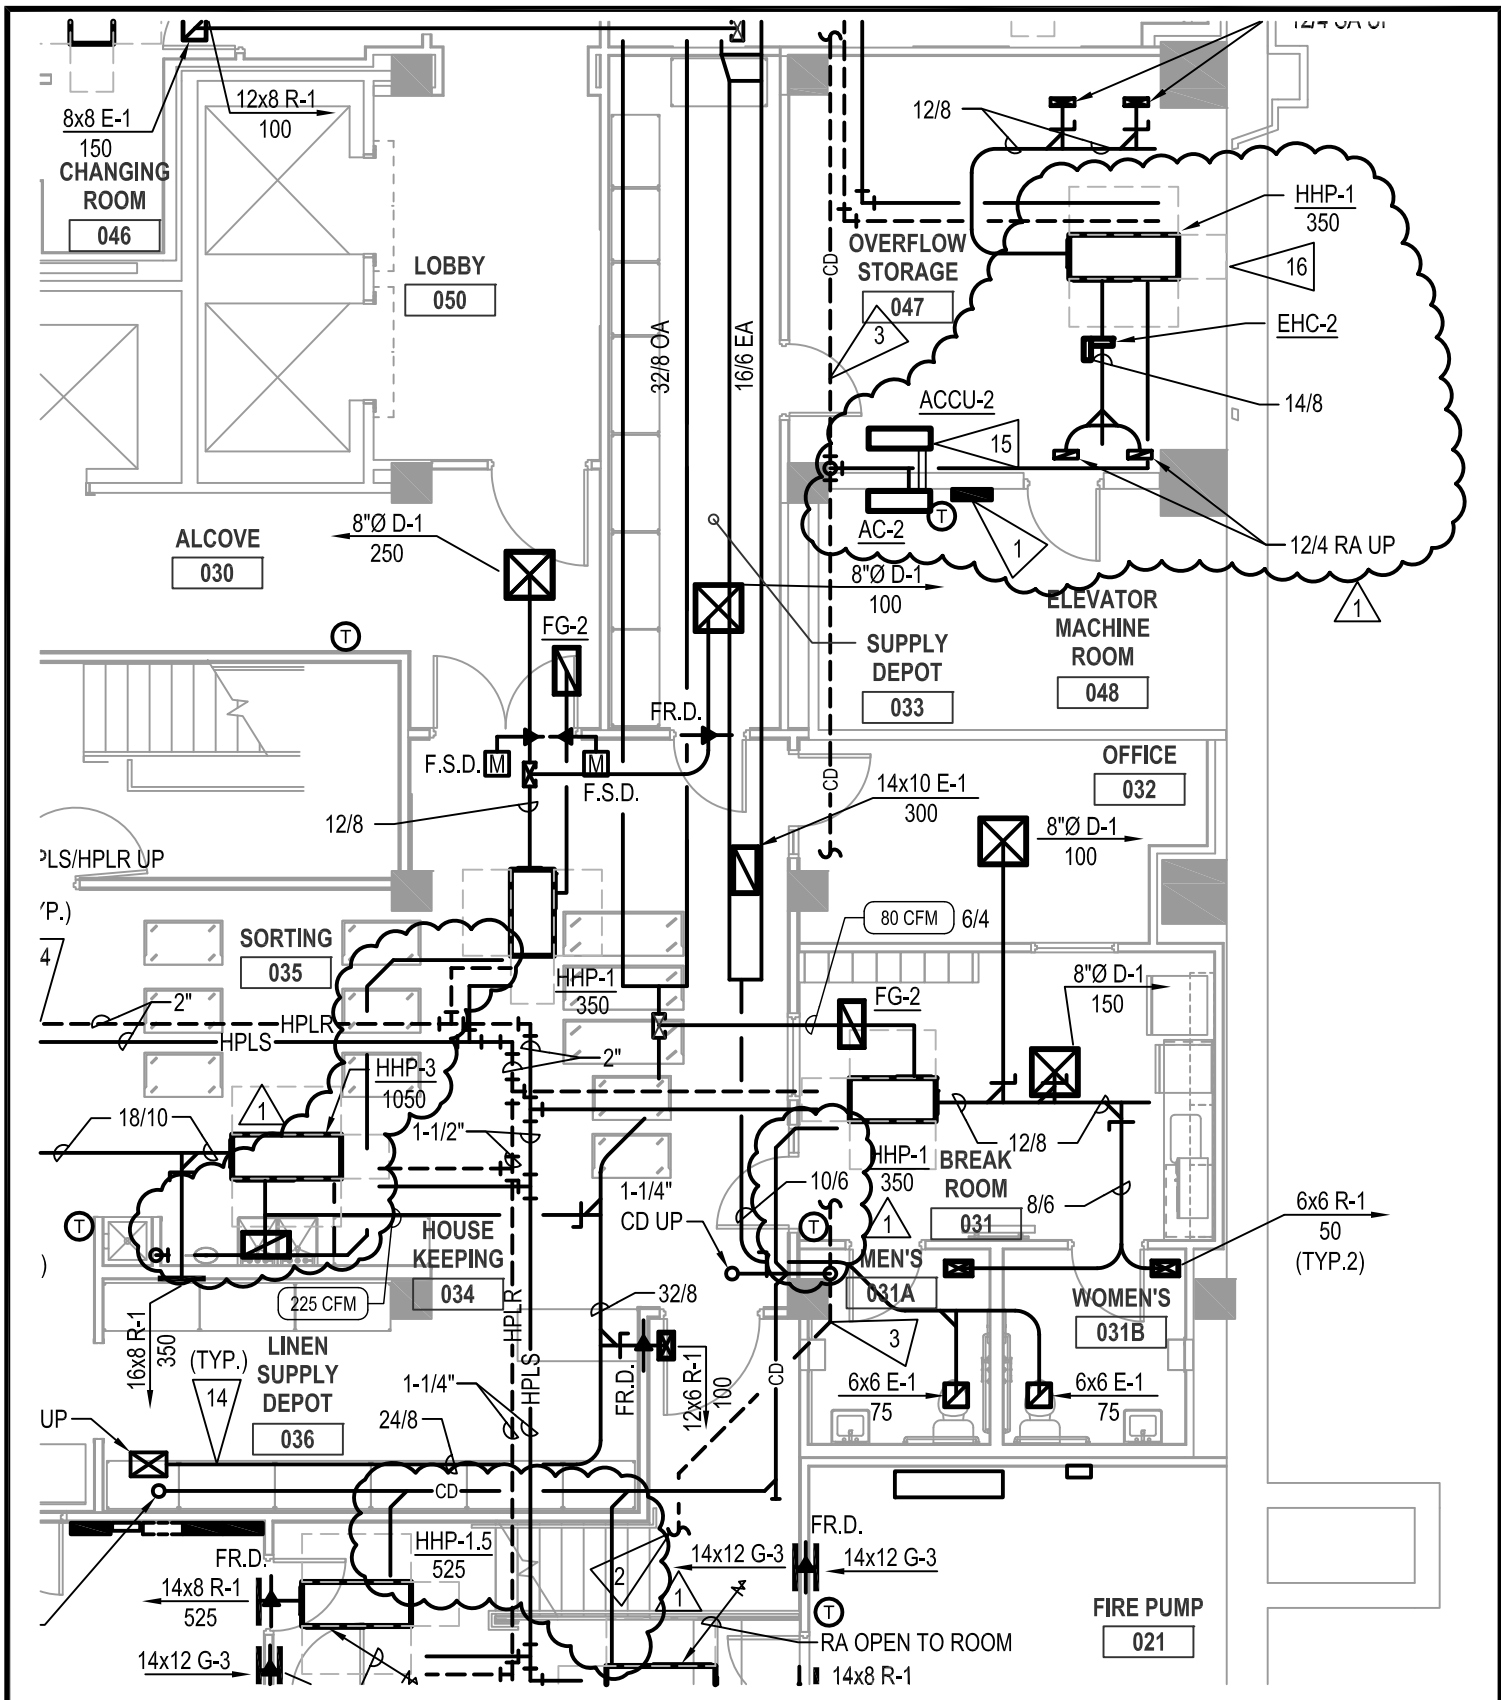 12/4 OA UP
8x8 E-1
150
12x8 R-1
100
12/8
CHANGING
ROOM
046
LOBBY
050
32/8 OA
16/6 EA
CD
OVERFLOW
STORAGE
047
3
HHP-1
350
16
EHC-2
14/8
ACCU-2
15
AC-2
T
1
12/4 RA UP
1
ALCOVE
030
8"Ø D-1
250
T
FG-2
8"Ø D-1
100
SUPPLY
DEPOT
033
ELEVATOR
MACHINE
ROOM
048
FR.D.
F.S.D.
M
M
F.S.D.
12/8
CD
14x10 E-1
300
OFFICE
032
8"Ø D-1
100
PLS/HPLR UP
YP.)
4
SORTING
035
80 CFM
6/4
HHP-1
350
FG-2
8"Ø D-1
150
2"
HPLR
HPLS
2"
HHP-3
1050
1
18/10
1-1/2"
12/8
HHP-1
350
BREAK
ROOM
031
8/6
10/6
1-1/4"
CD UP
T
1
6x6 R-1
50
(TYP.2)
T
HOUSE
KEEPING
034
225 CFM
)
MEN'S
031A
WOMEN'S
031B
32/8
HPLR
HPLS
16x8 R-1
350
LINEN
SUPPLY
DEPOT
036
(TYP.)
14
1-1/4"
24/8
FR.D.
12x6 R-1
100
CD
3
6x6 E-1
75
6x6 E-1
75
UP
CD
HHP-1.5
525
2
1
FR.D.
14x12 G-3
14x12 G-3
FR.D.
14x8 R-1
525
14x12 G-3
T
RA OPEN TO ROOM
14x8 R-1
FIRE PUMP
021